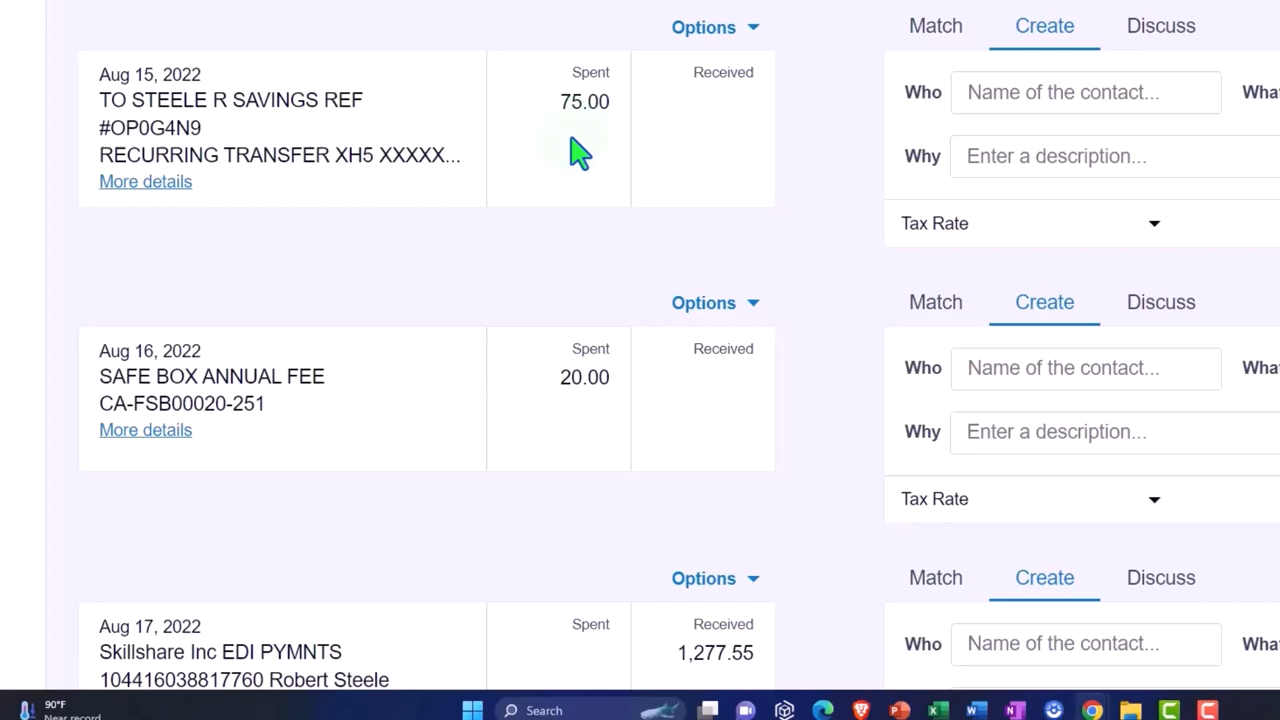 Options
Match Create Discuss
Aug 15, 2022
TO STEELE R SAVINGS REF
#OP0G4N9
RECURRING TRANSFER XH5 XXXXX...
More details
Spent
75.00
Received
Who Name of the contact...
Why Enter a description...
Tax Rate
Options
Match Create Discuss
Aug 16, 2022
SAFE BOX ANNUAL FEE
CA-FSB00020-251
More details
Spent
20.00
Received
Who Name of the contact...
Why Enter a description...
Tax Rate
Options
Match Create Discuss
Aug 17, 2022
Skillshare Inc EDI PYMNTS
104416038817760 Robert Steele
Spent
Received
1,277.55
Who Name of the contact...
90°F
Near record
Search